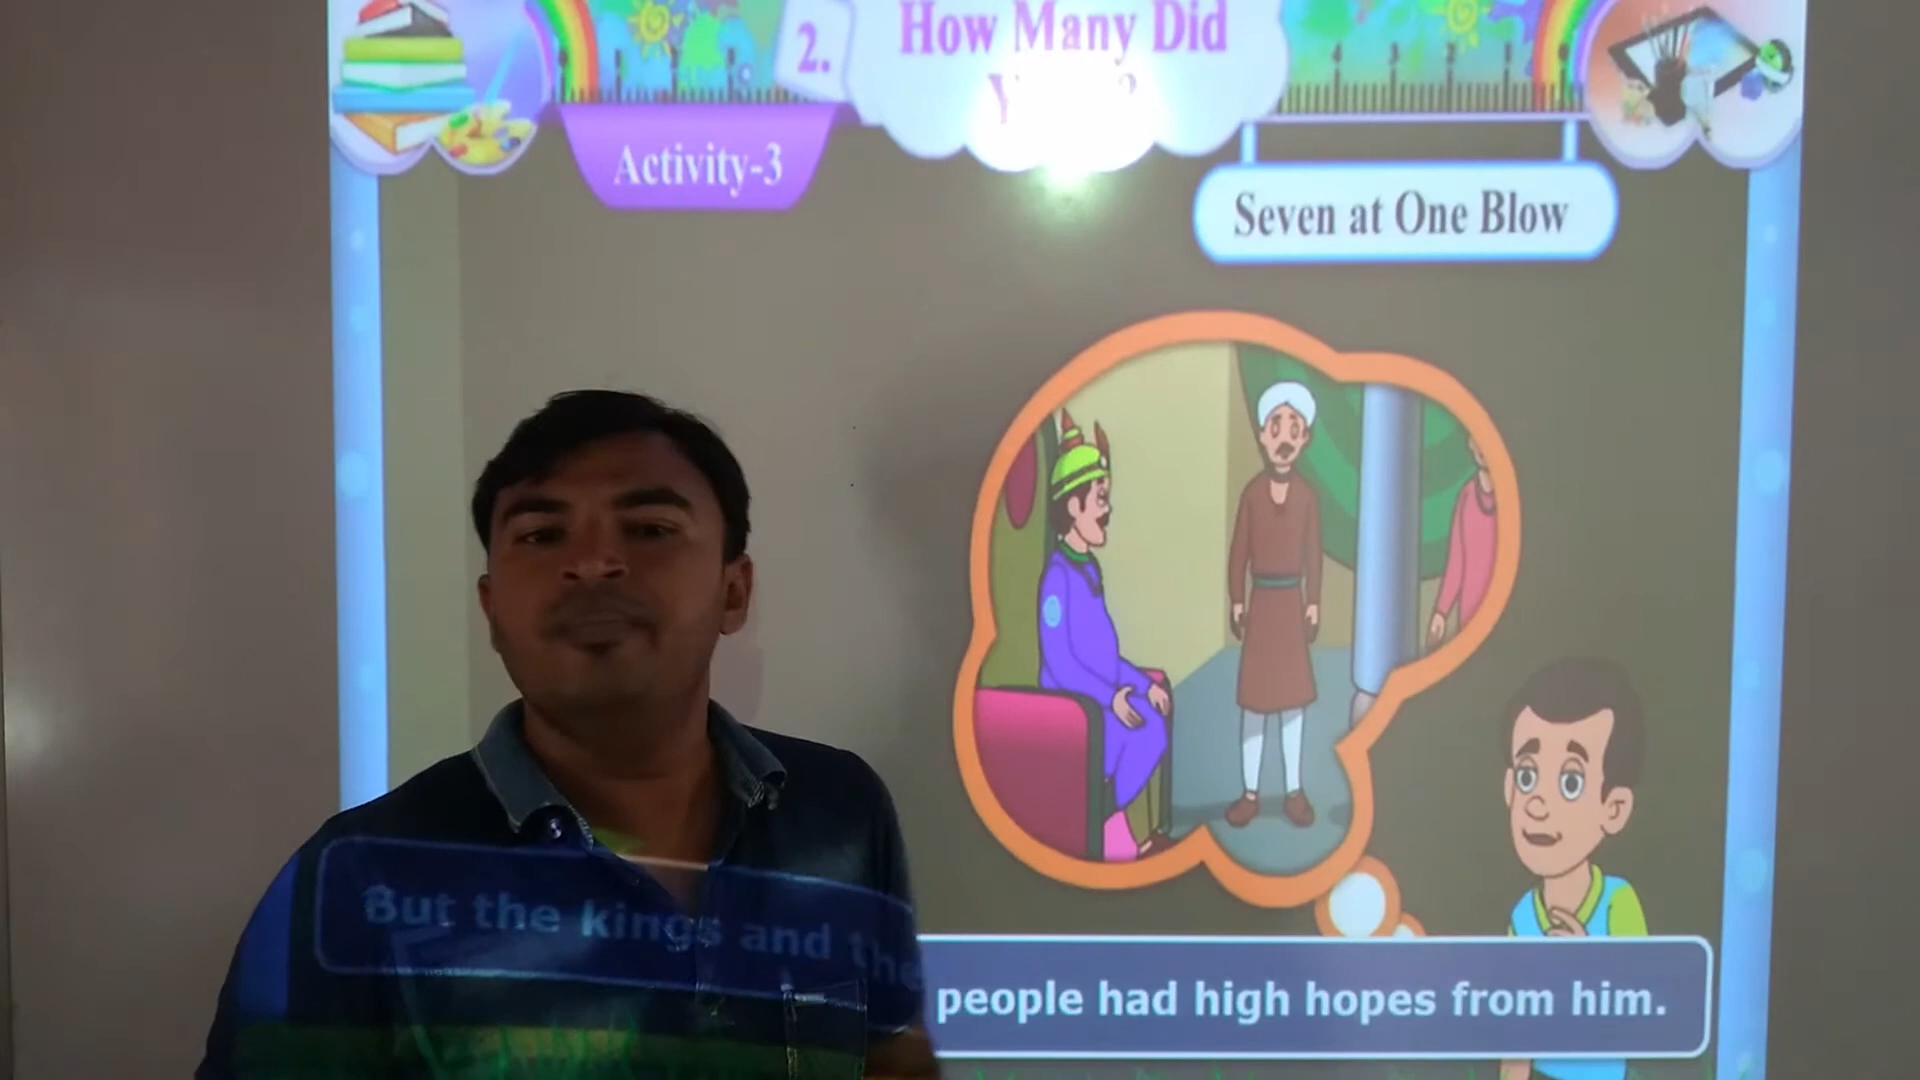 2.
How Many Did
Activity-3
Seven at One Blow
But the kings and the people had high hopes from him.